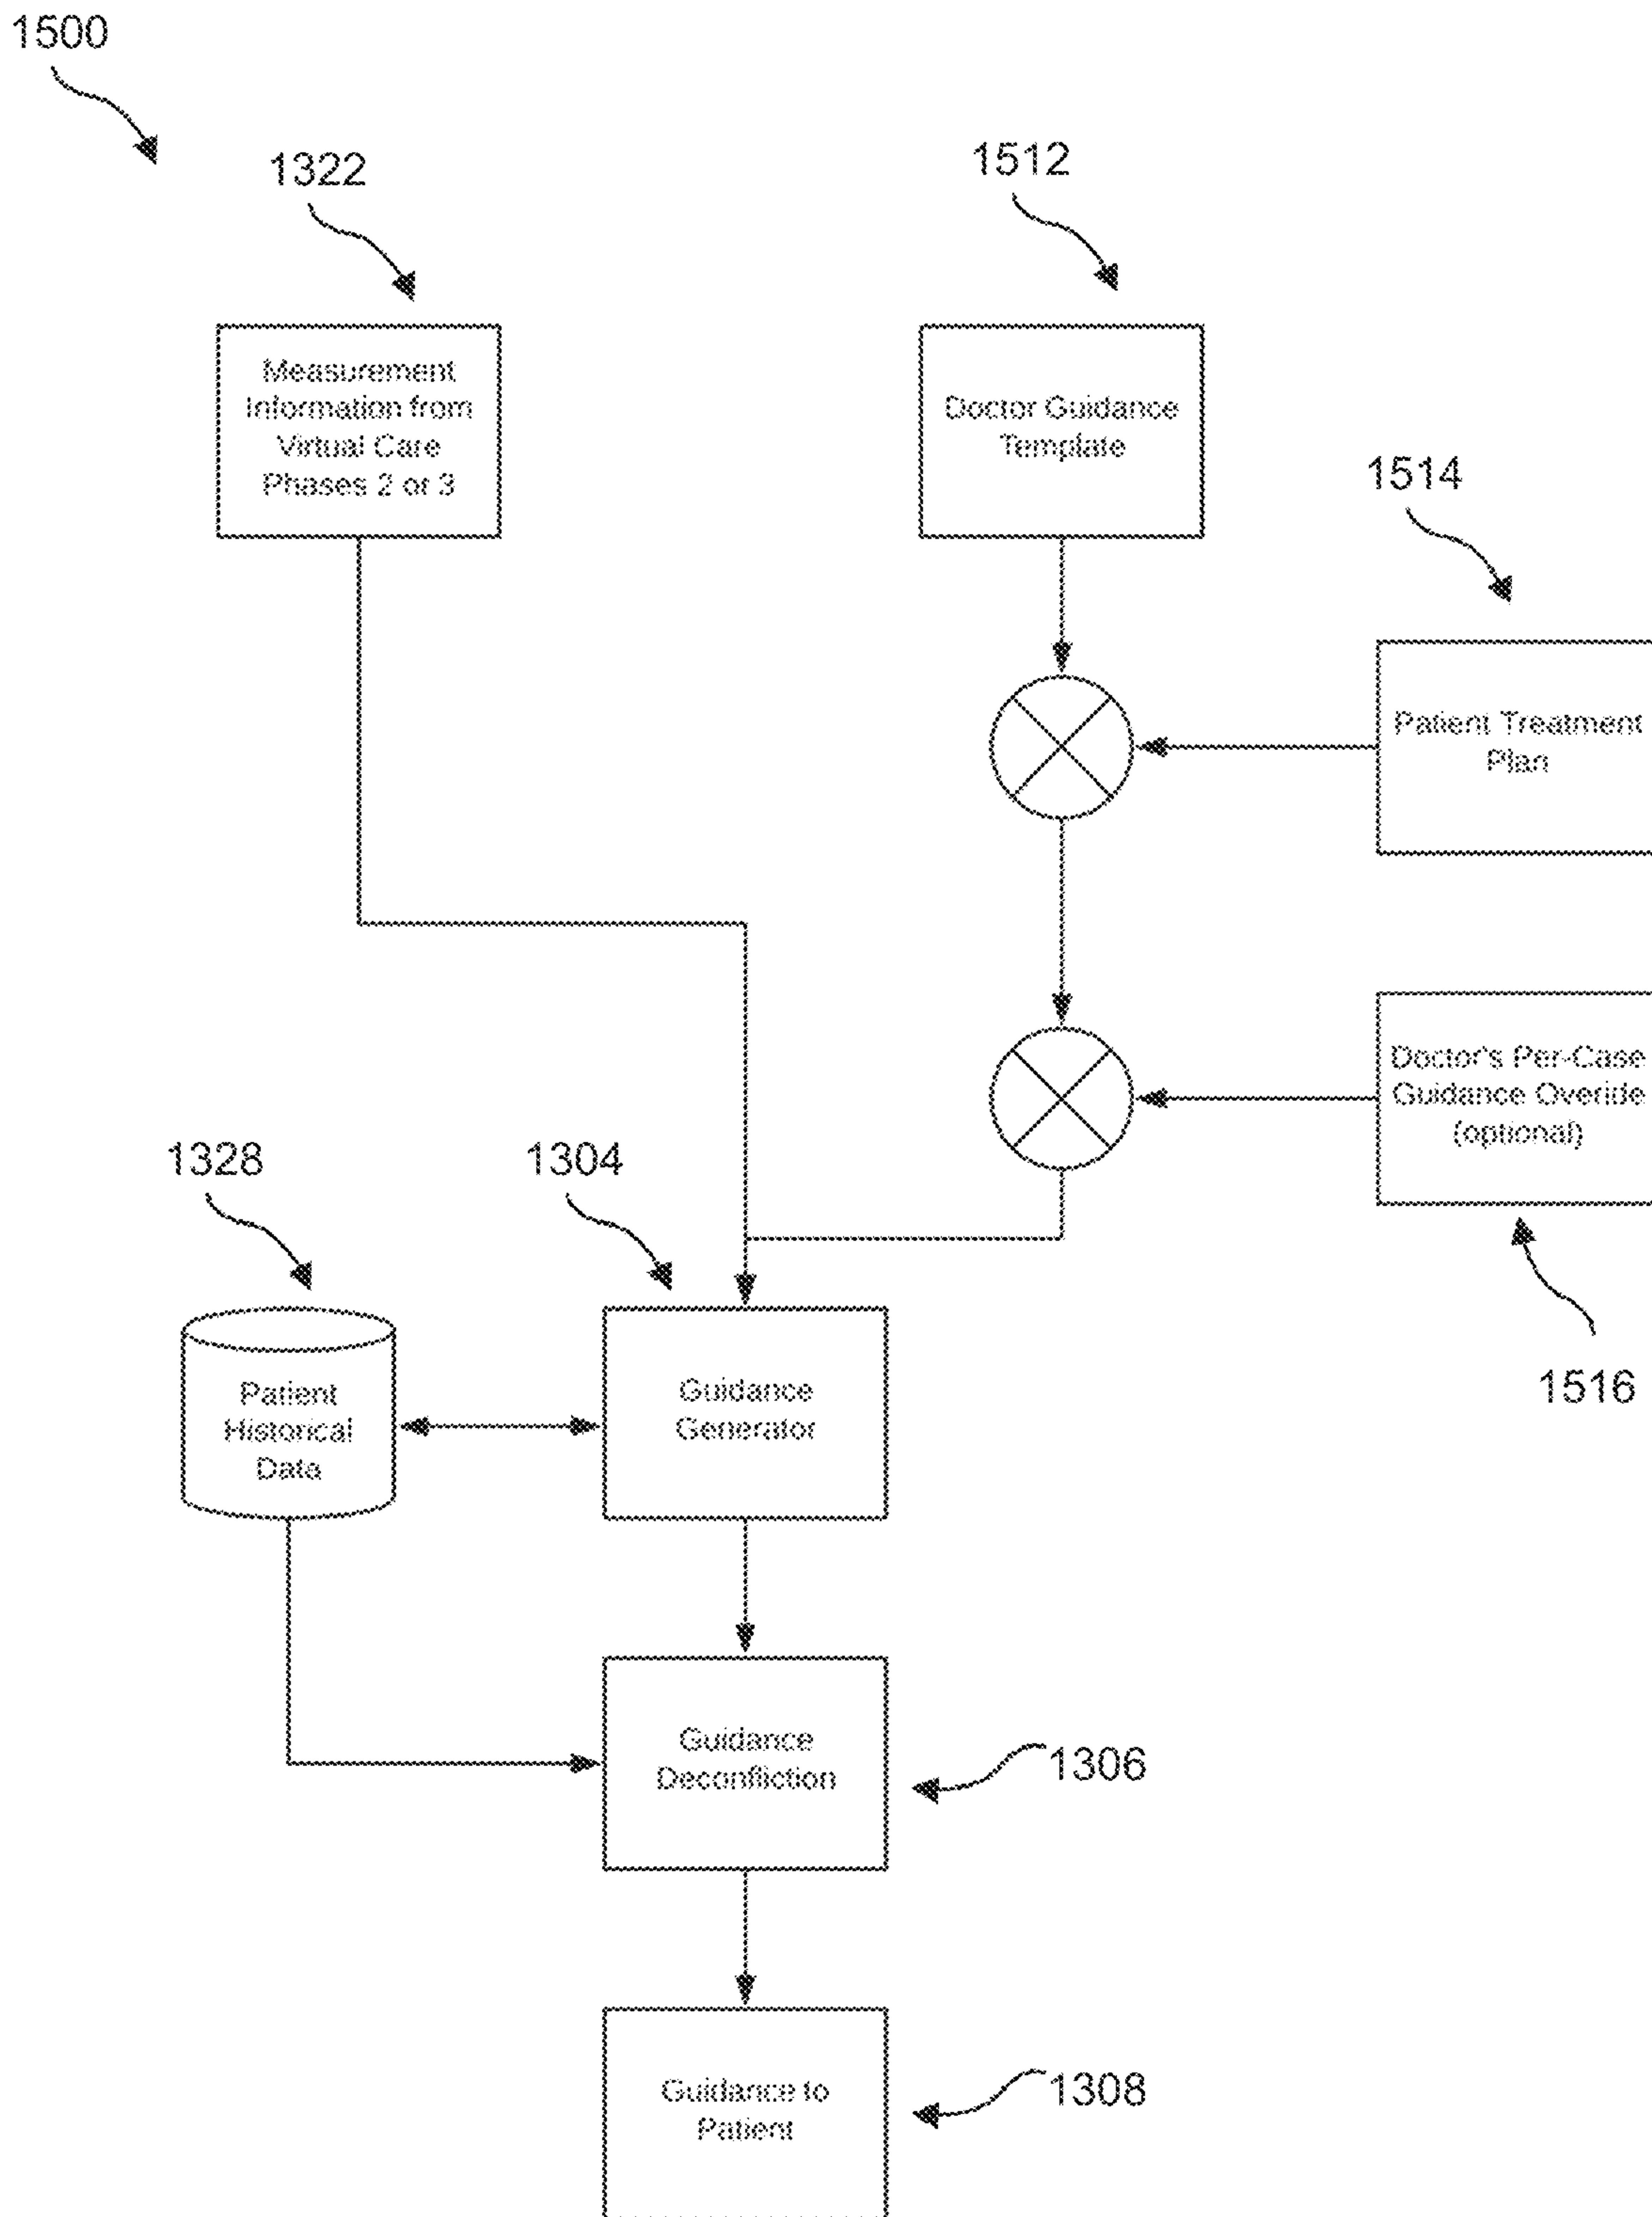 1500
1322
1512
Measurement
Information from
Virtual Care
Phases 2 or 3
Doctor Guidance
Template
1514
Patient Treatment
Plan
Doctor's Per-Case
Guidance Overide
(optional)
1516
1328
1304
Patient
Historical
Data
Guidance
Generator
Guidance
Deconfliction
1306
Guidance to
Patient
1308